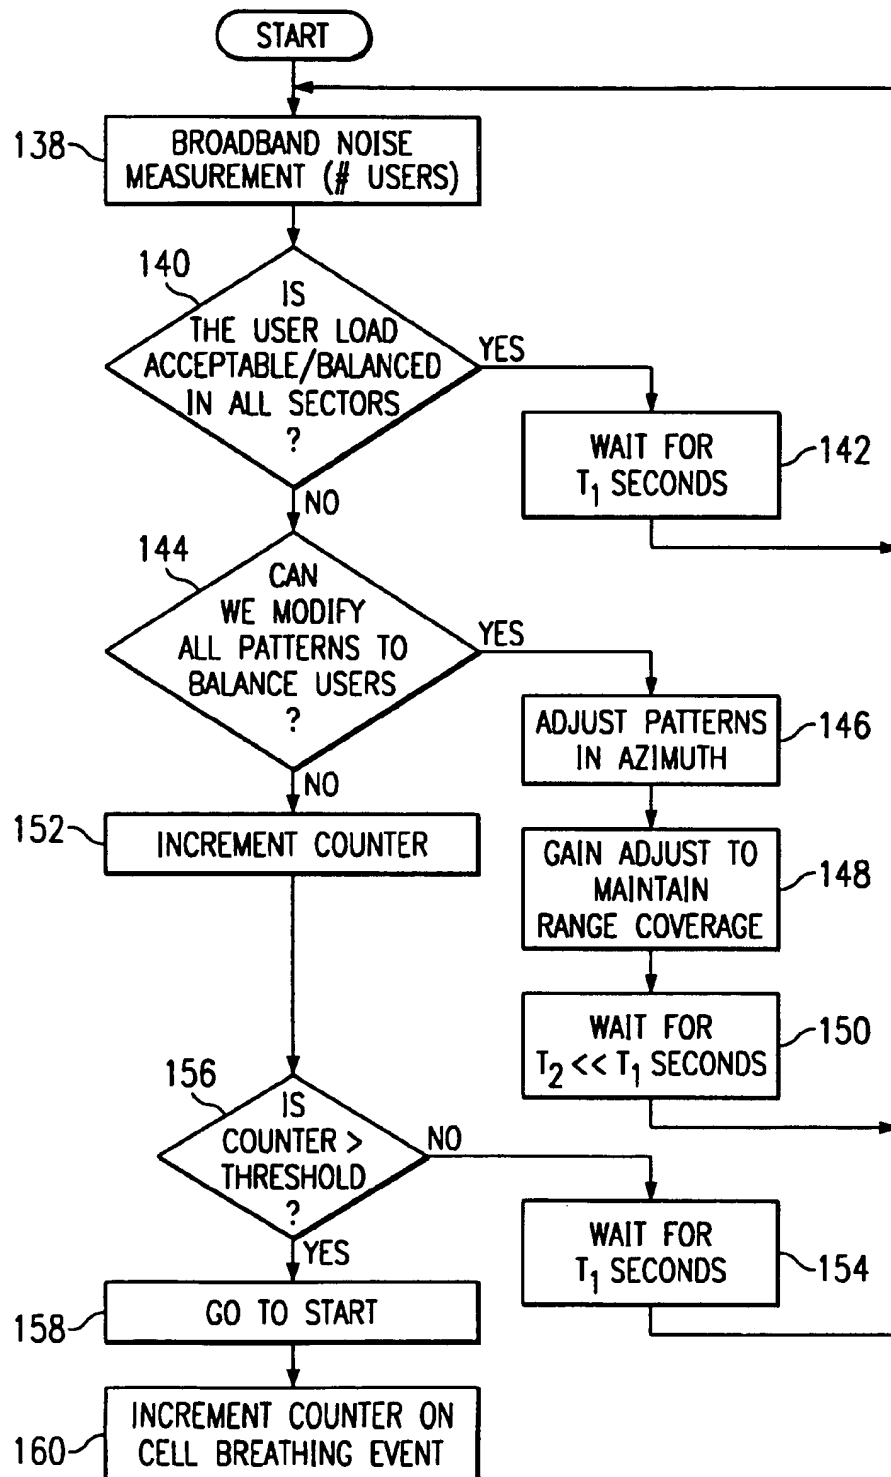 START
138
BROADBAND NOISE
MEASUREMENT (# USERS)
140
IS
THE USER LOAD
ACCEPTABLE/BALANCED
IN ALL SECTORS
?
YES
WAIT FOR
T1 SECONDS
142
NO
144
CAN
WE MODIFY
ALL PATTERNS TO
BALANCE USERS
?
YES
ADJUST PATTERNS
IN AZIMUTH
146
NO
152
INCREMENT COUNTER
GAIN ADJUST TO
MAINTAIN
RANGE COVERAGE
148
WAIT FOR
T2 << T1 SECONDS
150
156
IS
COUNTER >
THRESHOLD
?
NO
WAIT FOR
T1 SECONDS
154
YES
158
GO TO START
160
INCREMENT COUNTER ON
CELL BREATHING EVENT